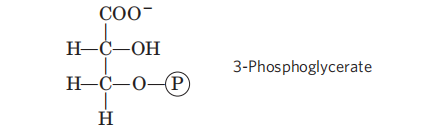 COO⁻
H—C—OH
3-Phosphoglycerate
H—C—O—P
H